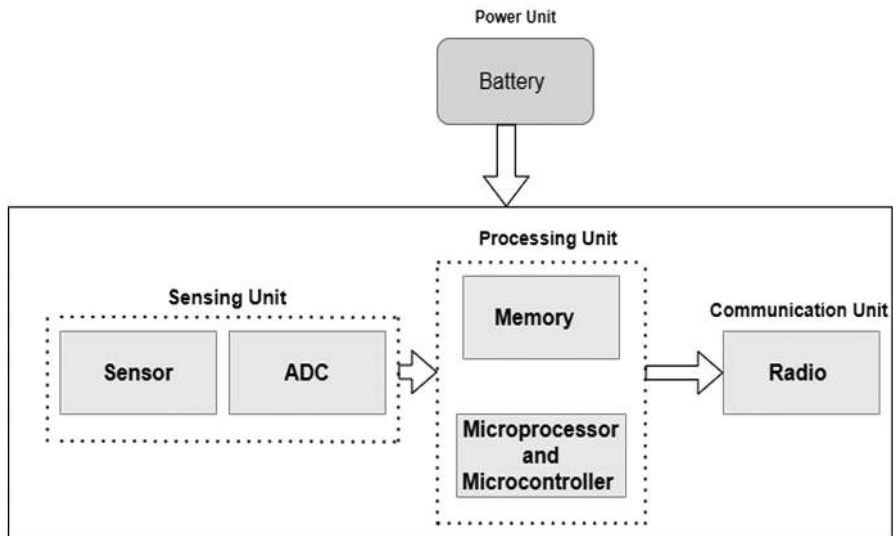 Power Unit
Battery
Processing Unit
Sensing Unit
Memory
Communication Unit
Sensor
ADC
Radio
Microprocessor
and
Microcontroller